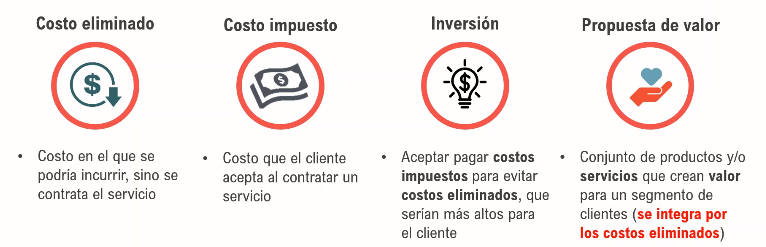 Costo eliminado
$
• Costo en el que se
podría incurrir, sino se
contrata el servicio
Costo impuesto
$
• Costo que el cliente
acepta al contratar un
servicio
Inversión
$
• Aceptar pagar costos
impuestos para evitar
costos eliminados, que
serían más altos para
el cliente
Propuesta de valor
• Conjunto de productos y/o
servicios que crean valor
para un segmento de
clientes (se integra por
los costos eliminados)